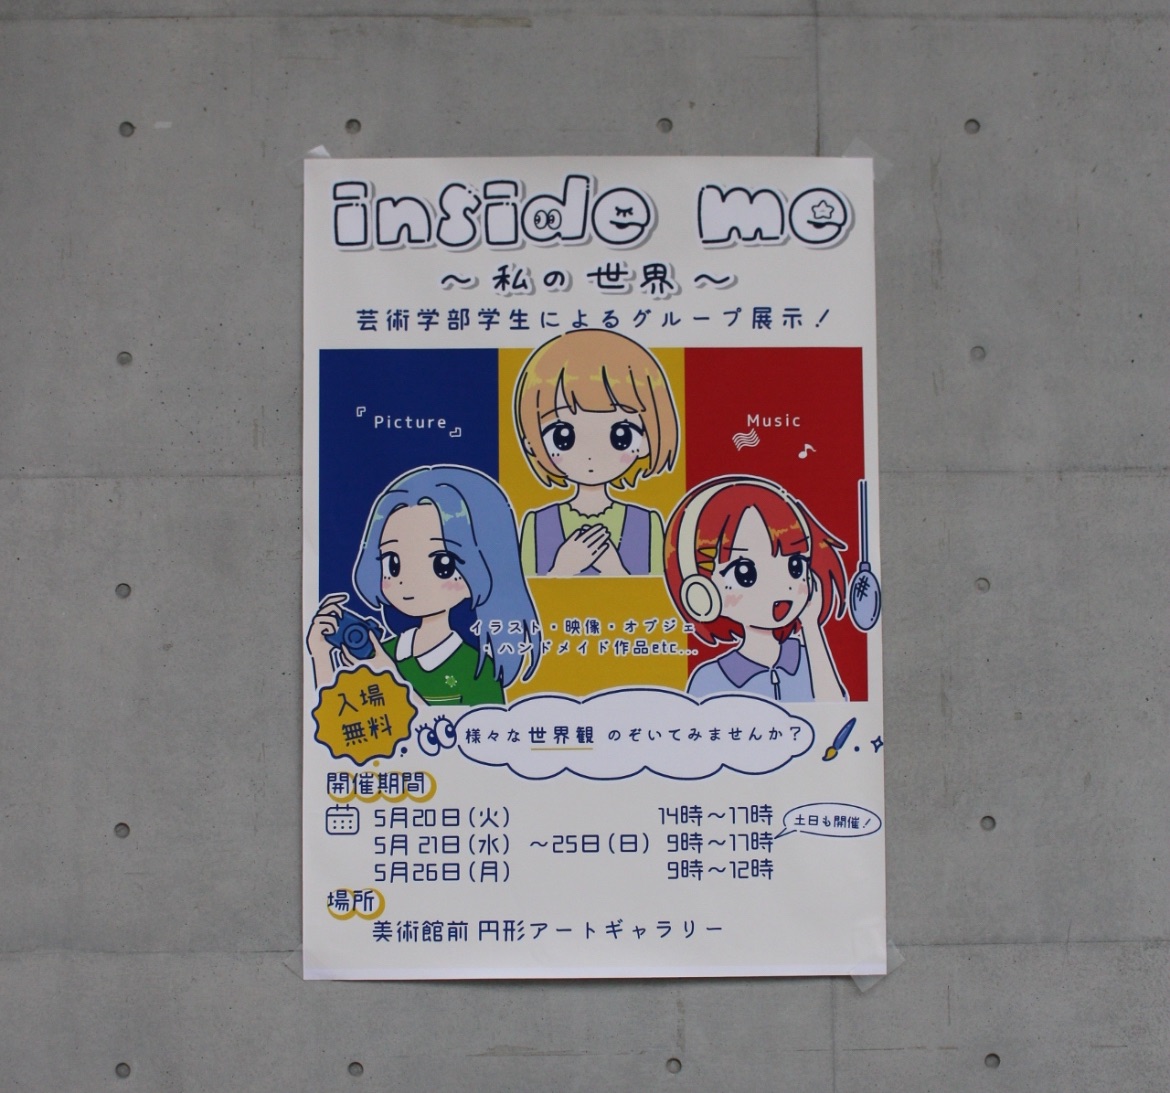 inside me
～私の世界～
芸術学部学生によるグループ展示！
『Picture』
Music
イラスト・映像・オブジェ
・ハンドメイド作品etc...
入場
無料
様々な世界観 のぞいてみませんか？
開催期間
5月20日(火) 14時～17時
5月21日(水) ～25日(日) 9時～17時
土日も開催！
5月26日(月) 9時～12時
場所
美術館前 円形アートギャラリー